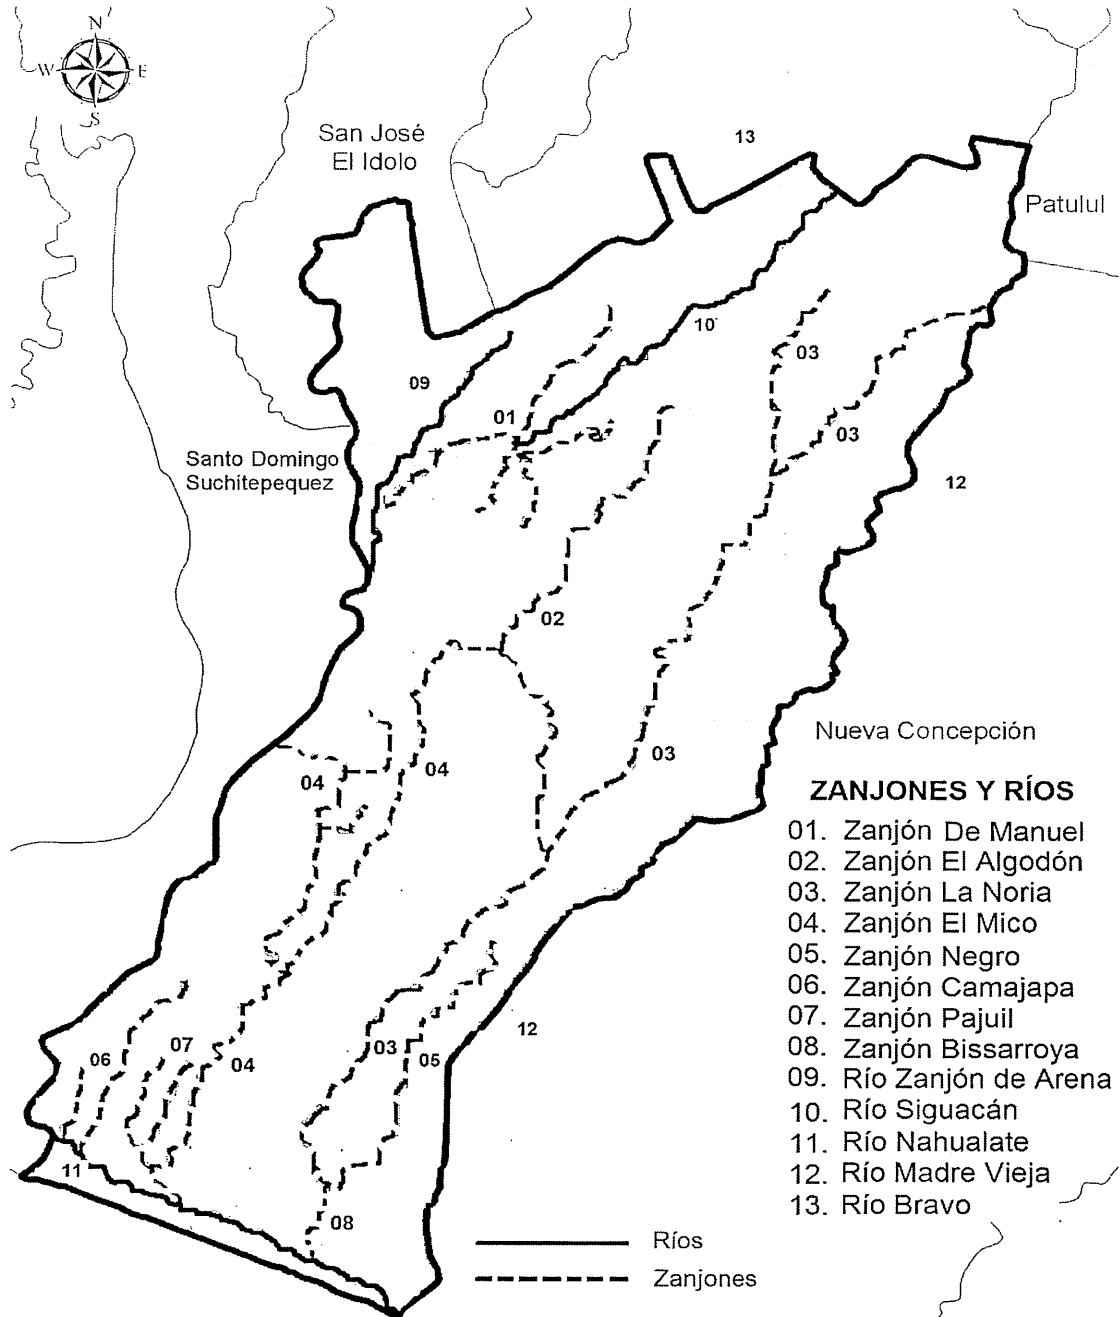 N
W E
S
San José
El Idolo
13
Patulul
10
03
09
01
03
Santo Domingo
Suchitepequez
12
02
03
04
04
Nueva Concepción
ZANJONES Y RÍOS
01. Zanjón De Manuel
02. Zanjón El Algodón
03. Zanjón La Noria
04. Zanjón El Mico
05. Zanjón Negro
06. Zanjón Camajapa
07. Zanjón Pajuil
08. Zanjón Bissarroya
09. Río Zanjón de Arena
10. Río Siguacán
11. Río Nahualate
12. Río Madre Vieja
13. Río Bravo
12
07
03
06
04
05
11
08
Ríos
Zanjones